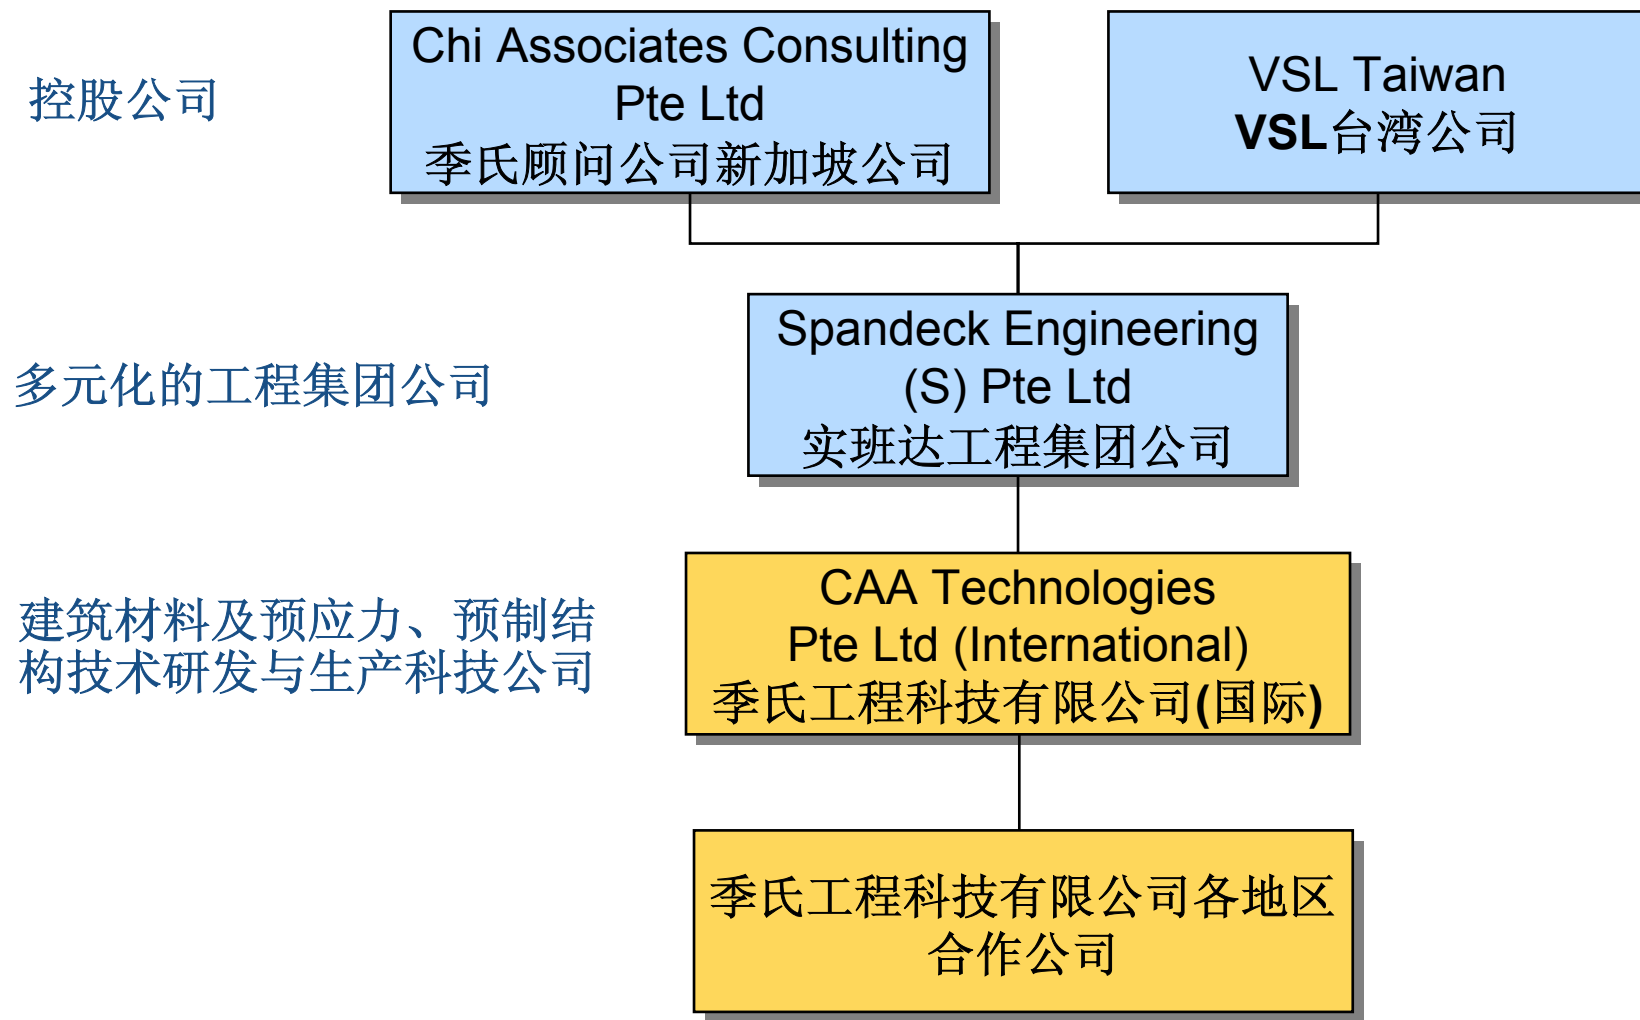 控股公司
Chi Associates Consulting
Pte Ltd
季氏顾问公司新加坡公司
VSL Taiwan
VSL台湾公司
多元化的工程集团公司
Spandeck Engineering
(S) Pte Ltd
实班达工程集团公司
建筑材料及预应力、预制结
构技术研发与生产科技公司
CAA Technologies
Pte Ltd (International)
季氏工程科技有限公司(国际)
季氏工程科技有限公司各地区
合作公司